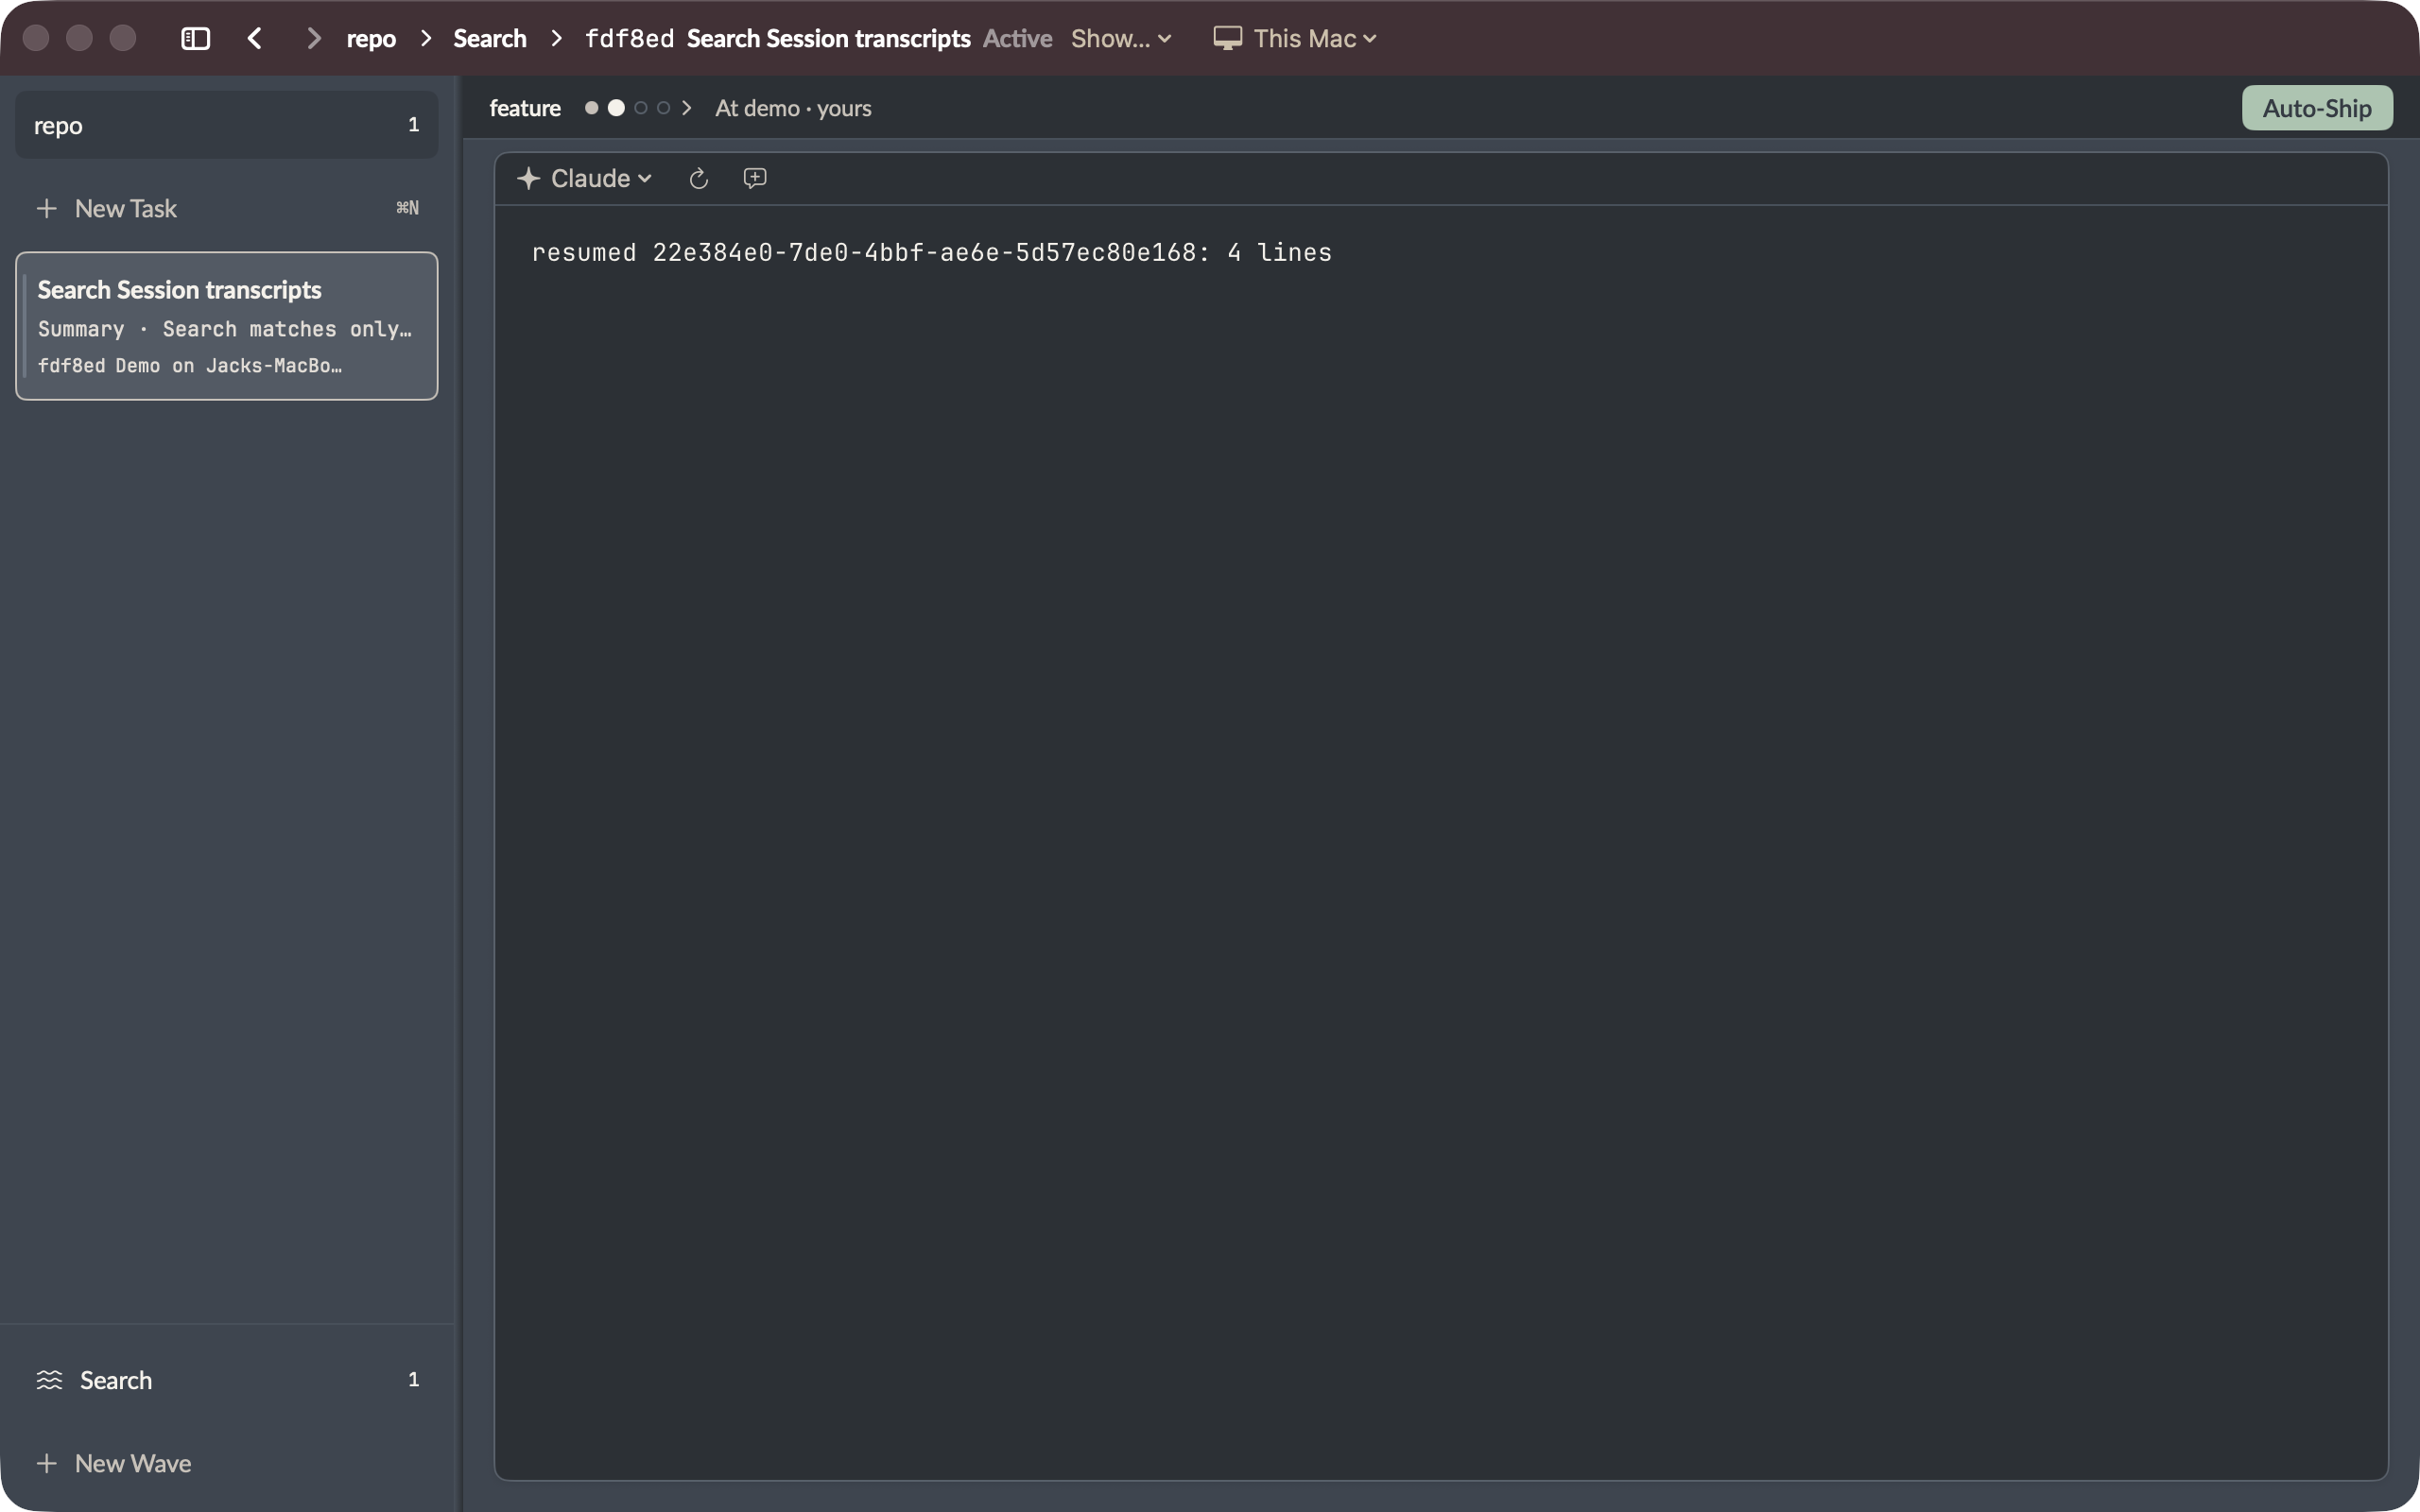 repo > Search > fdf8ed Search Session transcripts Active Show... This Mac
repo 1
New Task ⌘N
Search Session transcripts
Summary · Search matches only…
fdf8ed Demo on Jacks-MacBo…
Search 1
New Wave
feature > At demo · yours Auto-Ship
Claude
resumed 22e384e0-7de0-4bbf-ae6e-5d57ec80e168: 4 lines